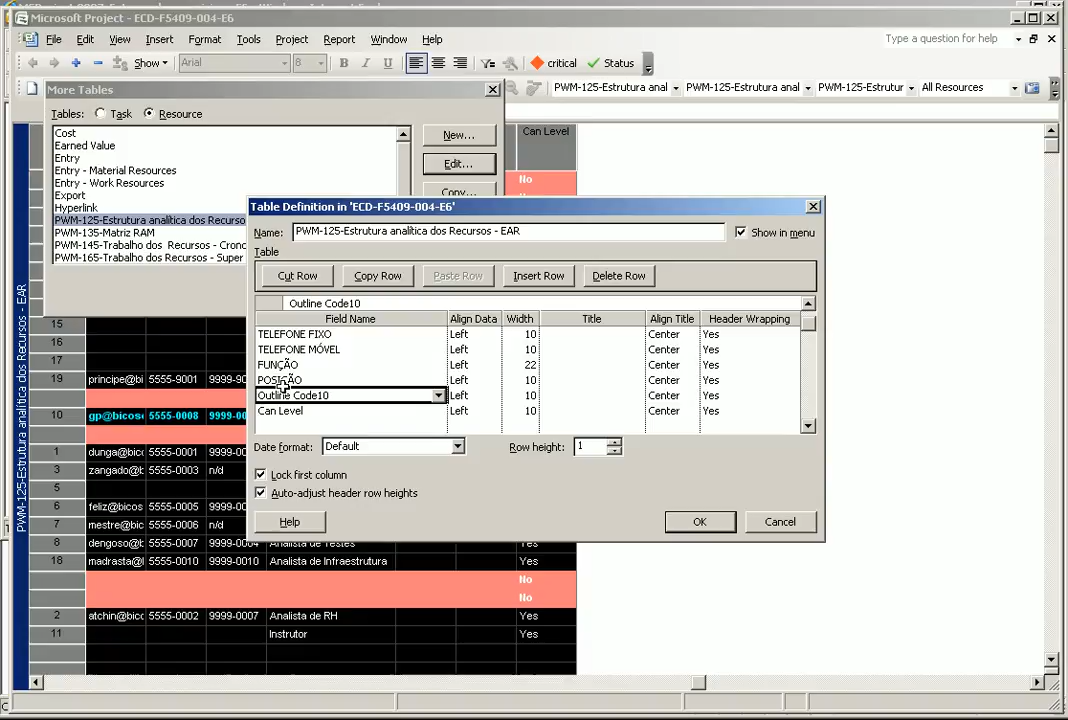 Microsoft Project - ECD-F5409-004-E6
File Edit View Insert Format Tools Project Report Window Help
Type a question for help
Show Arial 8 B I U critical Status
PWM-125-Estrutura anal PWM-125-Estrutura anal PWM-125-Estrutur All Resources
More Tables
Tables: Task Resource
Cost
Earned Value
Entry
Entry - Material Resources
Entry - Work Resources
Export
Hyperlink
PWM-125-Estrutura analítica dos Recurso
PWM-135-Matriz RAM
PWM-145-Trabalho dos Recursos - Crono
PWM-165-Trabalho dos Recursos - Super
New...
Edit...
Copy...
Can Level
No
Table Definition in 'ECD-F5409-004-E6'
Name: PWM-125-Estrutura analítica dos Recursos - EAR
Show in menu
Table
Cut Row Copy Row Paste Row Insert Row Delete Row
Outline Code10
Field Name Align Data Width Title Align Title Header Wrapping
TELEFONE FIXO Left 10 Center Yes
TELEFONE MÓVEL Left 10 Center Yes
FUNÇÃO Left 22 Center Yes
POSIÇÃO Left 10 Center Yes
Outline Code10 Left 10 Center Yes
Can Level Left 10 Center Yes
Date format: Default
Row height: 1
Lock first column
Auto-adjust header row heights
Help OK Cancel
PWM-125-Estrutura analítica dos Recursos - EAR
15
16
17
19 principe@bi 5555-9001 9999-90
10 gp@bicos 5555-0008 9999-00
1 dunga@bic 5555-0001 9999-00
3 zangado@b 5555-0003 n/d
5
6 feliz@bicos 5555-0006 9999-00
7 mestre@bic 5555-0006 n/d
8 dengoso@b 5555-0007 9999-0004 Analista de Testes Yes
18 madrasta@b 5555-0010 9999-0010 Analista de Infraestrutura Yes
No
No
2 atchin@bicc 5555-0002 9999-0007 Analista de RH Yes
11 Instrutor Yes